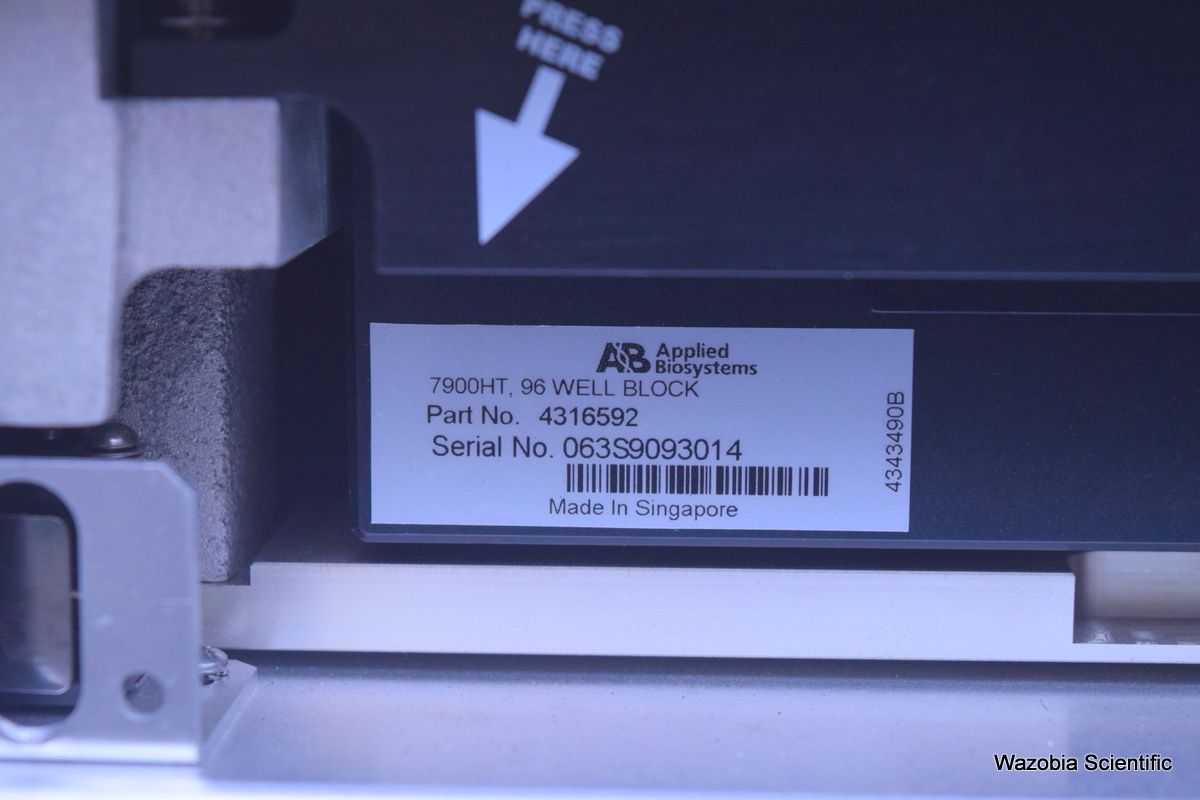 PRESS
HERE
AB Applied
Biosystems
7900HT, 96 WELL BLOCK
Part No. 4316592
Serial No. 063S9093014
Made In Singapore
4343490B
Wazobia Scientific